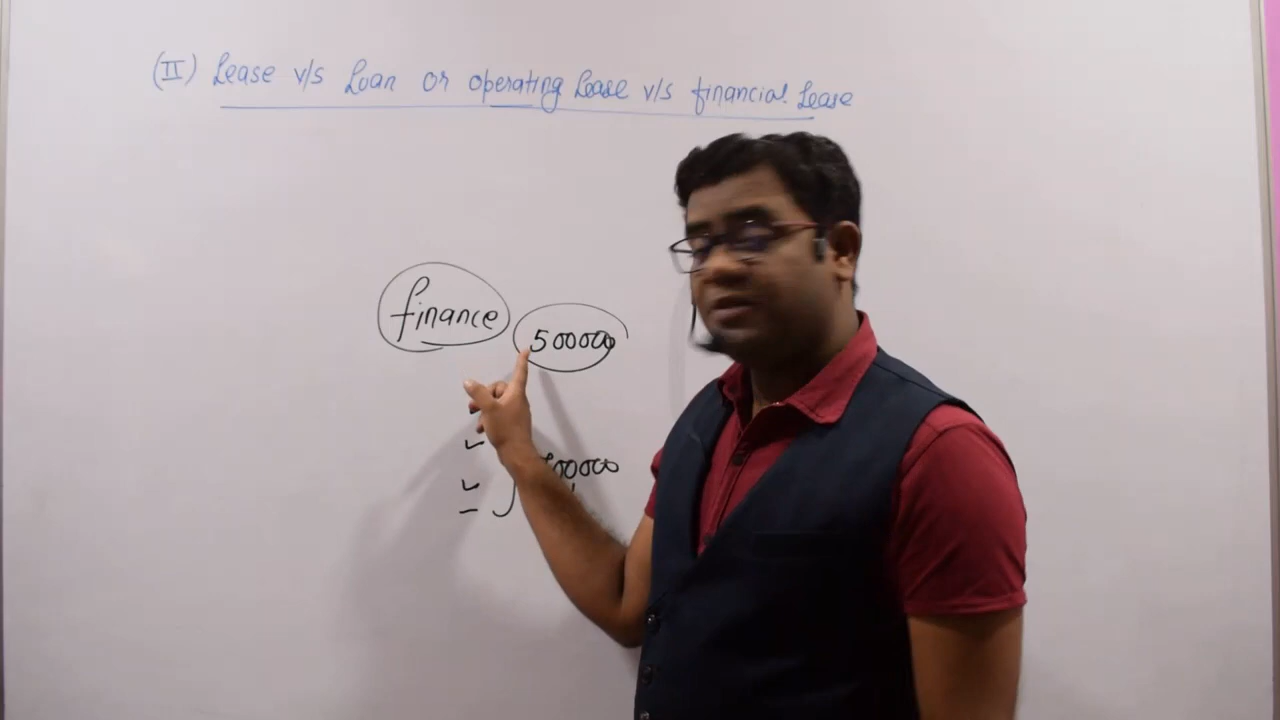 (II) Lease v/s Loan or operating Lease v/s financial Lease
finance
500000